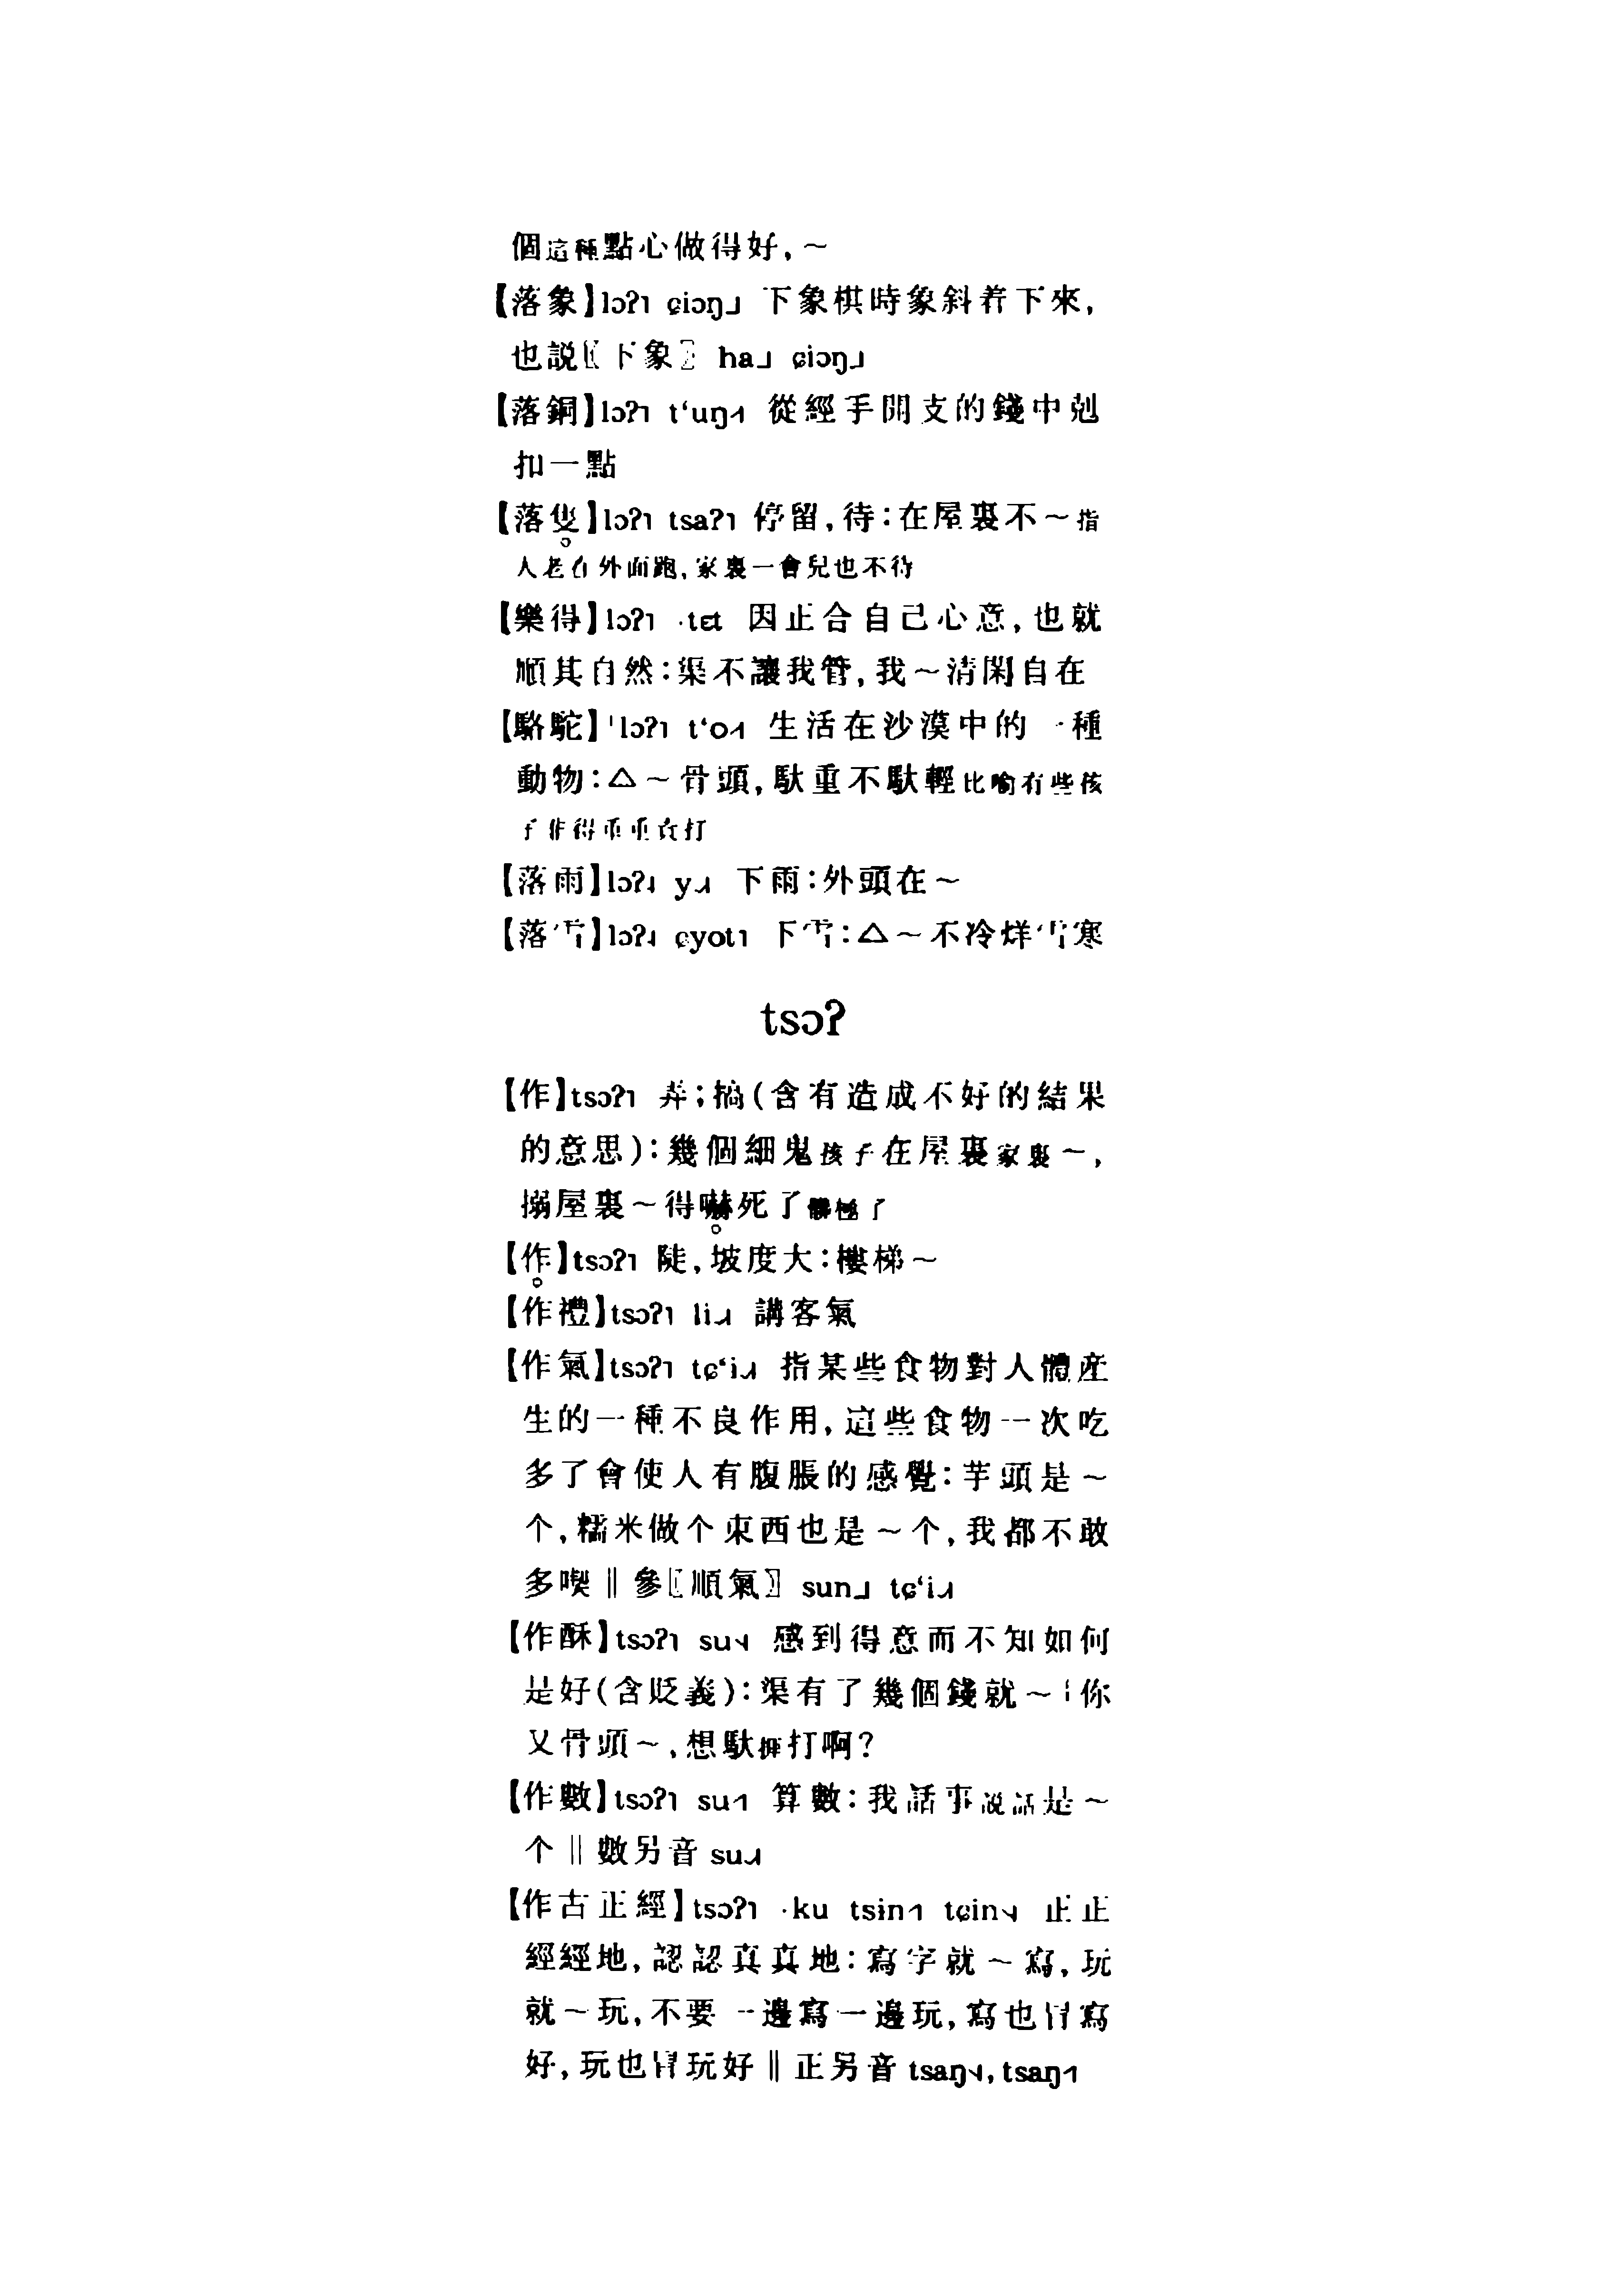 個這種點心做得好，～
【落象】lɔʔ˥ ɕiɔŋ˩ 下象棋時象斜着下來，
也説〖下象〗 ha˩ ɕiɔŋ˩
【落銅】lɔʔ˥ t‘uŋ˧˥ 從經手開支的錢中剋
扣一點
【落隻】lɔʔ˥ tsaʔ˥ 停留，待：在屋裏不～指
人老在外面跑，家裏一會兒也不待
【樂得】lɔʔ˥ ·tɛt 因正合自己心意，也就
順其自然：渠不讓我管，我～清閑自在
【駱駝】lɔʔ˥ t‘o˧˥ 生活在沙漠中的一種
動物：△～骨頭，馱重不馱輕比喻有些孩
子非得重重責打
【落雨】lɔʔ˨ y˨˩˧ 下雨：外頭在～
【落雪】lɔʔ˨ ɕyot˥ 下雪：△～不冷烊雪寒
tsɔʔ
【作】tsɔʔ˥ 弄；搞(含有造成不好的結果
的意思)：幾個細鬼孩子在屋裏家裏～，
搦屋裏～得嚇死了髒極了
【作】tsɔʔ˥ 陡，坡度大：樓梯～
【作禮】tsɔʔ˥ li˨˩˧ 講客氣
【作氣】tsɔʔ˥ tɕ‘i˨˩˧ 指某些食物對人體産
生的一種不良作用，這些食物一次吃
多了會使人有腹脹的感覺：芋頭是～
个，糯米做个東西也是～个，我都不敢
多喫‖參〖順氣〗 sun˩ tɕ‘i˨˩˧
【作酥】tsɔʔ˥ su˦˨ 感到得意而不知如何
是好(含貶義)：渠有了幾個錢就～｜你
又骨頭～，想馱捱打啊？
【作數】tsɔʔ˥ su˧˥ 算數：我話事説話是～
个‖數另音 su˨˩˧
【作古正經】tsɔʔ˥ ·ku tsin˧˥ tɕin˦˨ 正正
經經地，認認真真地：寫字就～寫，玩
就～玩，不要一邊寫一邊玩，寫也冇寫
好，玩也冇玩好‖正另音 tsaŋ˦˨，tsaŋ˧˥